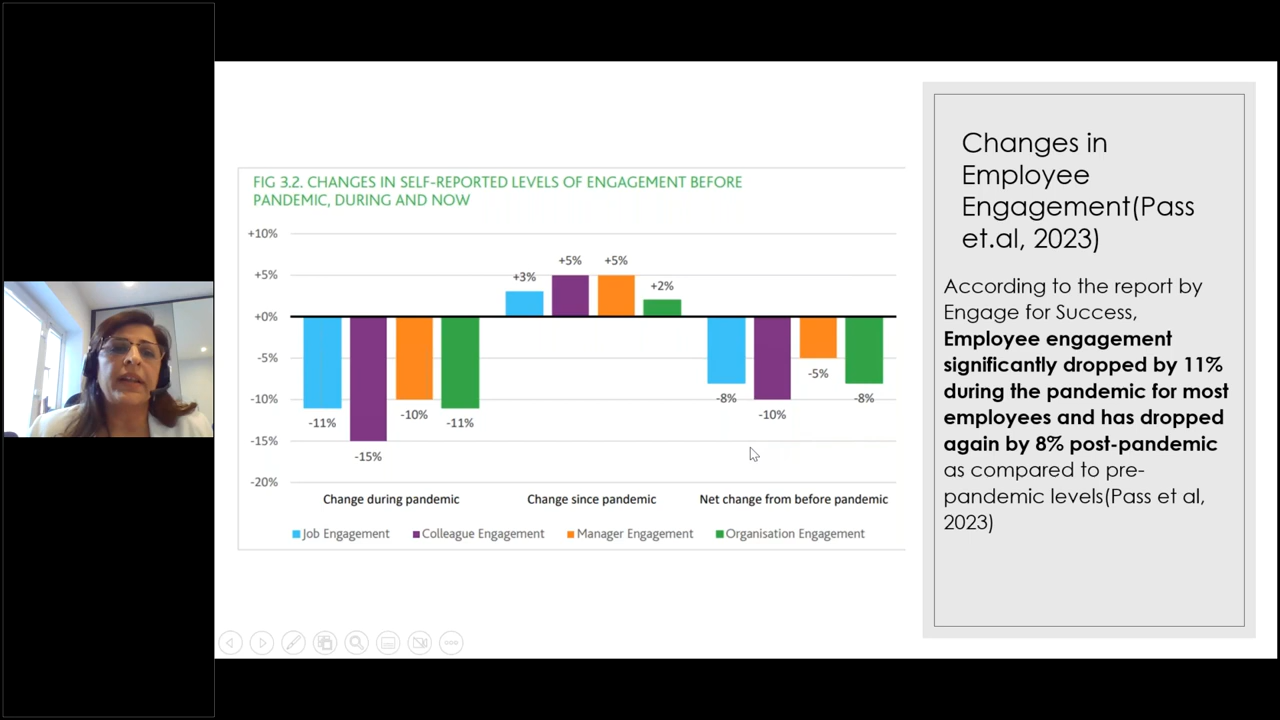 FIG 3.2. CHANGES IN SELF-REPORTED LEVELS OF ENGAGEMENT BEFORE
PANDEMIC, DURING AND NOW
+10%
+5%
+0%
-5%
-10%
-15%
-20%
-11%
-15%
-10%
-11%
+3%
+5%
+5%
+2%
-8%
-10%
-5%
-8%
Change during pandemic
Change since pandemic
Net change from before pandemic
Job Engagement
Colleague Engagement
Manager Engagement
Organisation Engagement
Changes in
Employee
Engagement(Pass
et.al, 2023)
According to the report by
Engage for Success,
Employee engagement
significantly dropped by 11%
during the pandemic for most
employees and has dropped
again by 8% post-pandemic
as compared to pre-
pandemic levels(Pass et al,
2023)